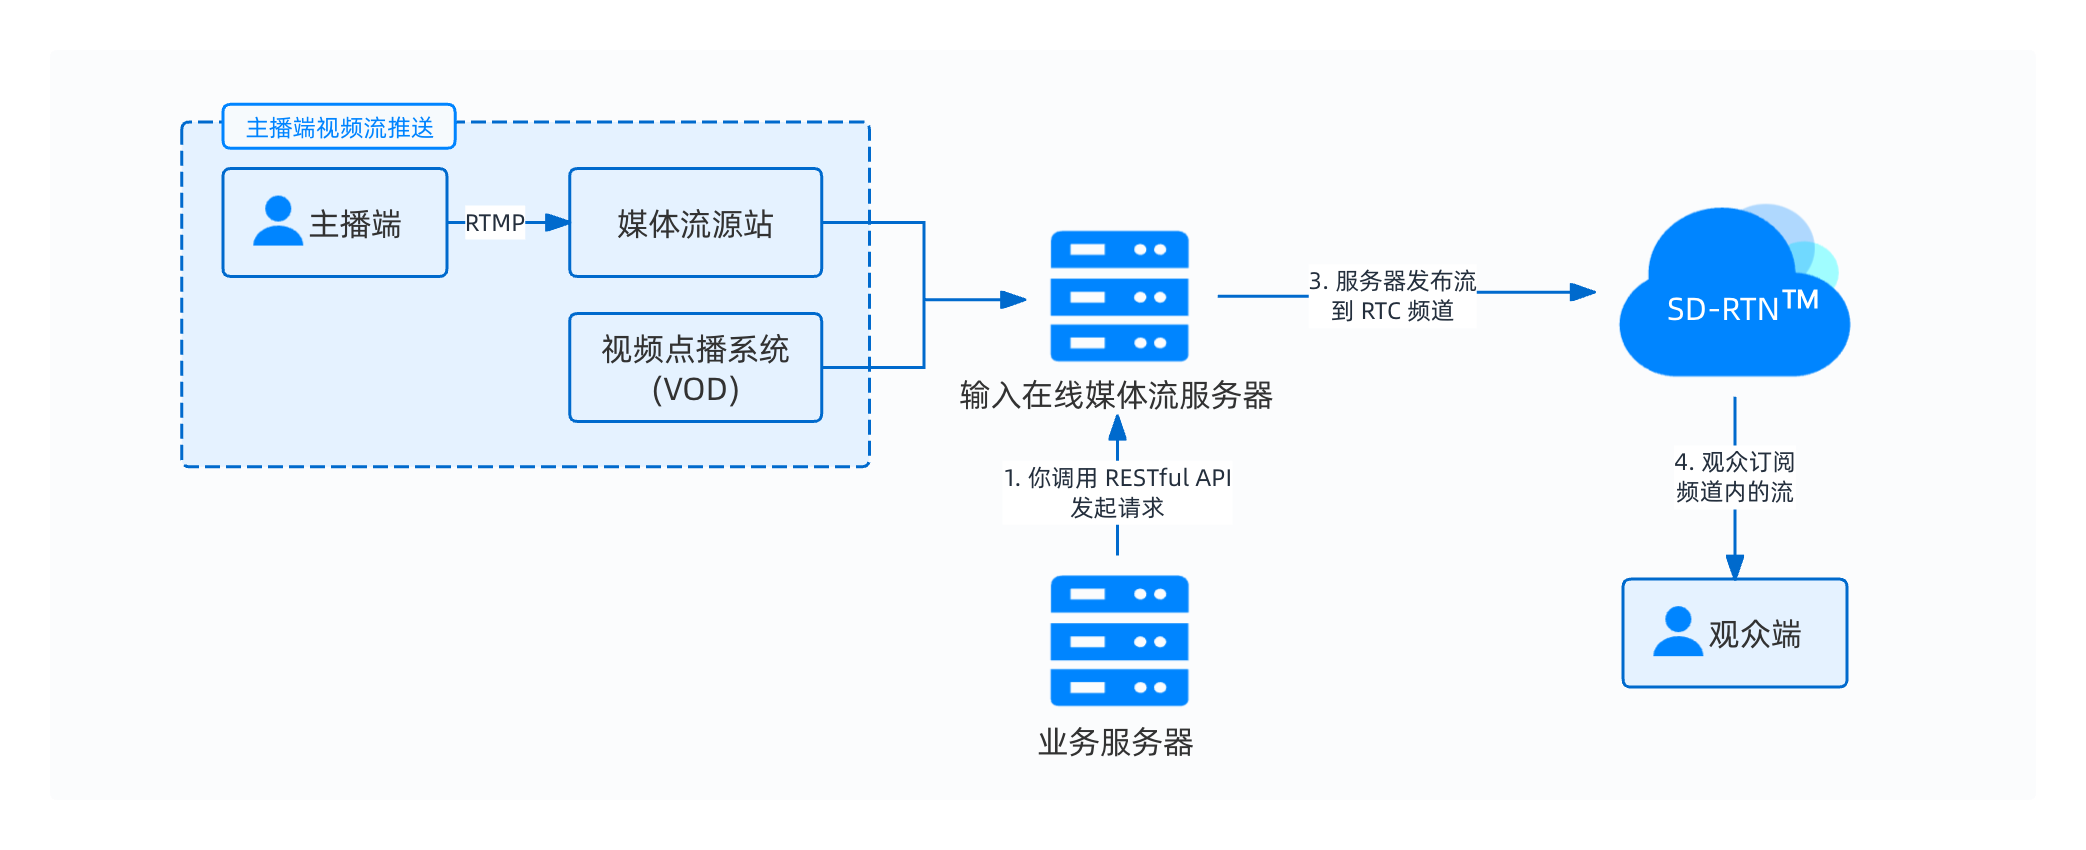 主播端视频流推送
主播端
RTMP
媒体流源站
视频点播系统
(VOD)
输入在线媒体流服务器
3. 服务器发布流
到 RTC 频道
SD-RTN™
1. 你调用 RESTful API
发起请求
4. 观众订阅
频道内的流
业务服务器
观众端